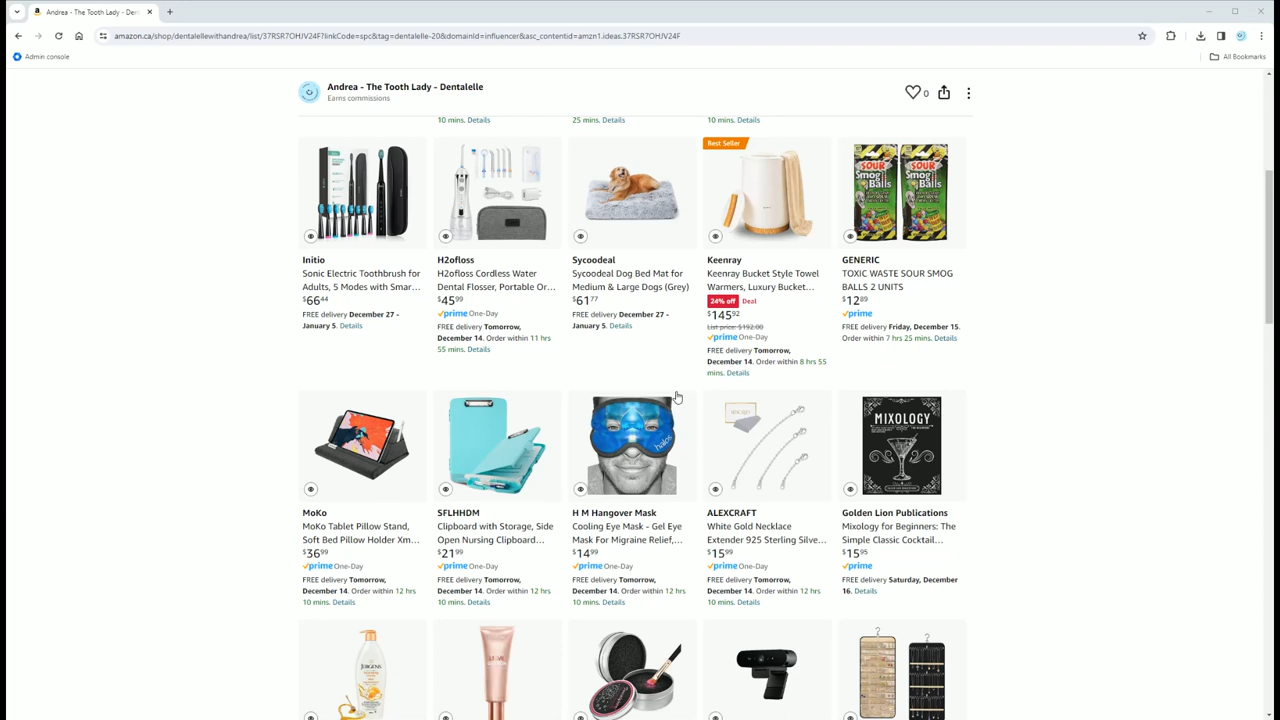 Andrea - The Tooth Lady - Den
amazon.ca/shop/dentalellewithandrea/list/37RSR7OHJV24F?linkCode=spc&tag=dentalelle-20&domainId=influencer&asc_contentid=amzn1.ideas.37RSR7OHJV24F
Admin console
All Bookmarks
Andrea - The Tooth Lady - Dentalelle
Earns commissions
0
10 mins. Details
25 mins. Details
10 mins. Details
Best Seller
SOUR
Smog
Balls
SOUR
Smog
Balls
Initio
Sonic Electric Toothbrush for
Adults, 5 Modes with Smar...
$66 44
FREE delivery December 27 -
January 5. Details
H2ofloss
H2ofloss Cordless Water
Dental Flosser, Portable Or...
$45 99
prime One-Day
FREE delivery Tomorrow,
December 14. Order within 11 hrs
55 mins. Details
Sycoodeal
Sycoodeal Dog Bed Mat for
Medium & Large Dogs (Grey)
$61 77
FREE delivery December 27 -
January 5. Details
Keenray
Keenray Bucket Style Towel
Warmers, Luxury Bucket...
24% off Deal
$145 92
List price: $192.00
prime One-Day
FREE delivery Tomorrow,
December 14. Order within 8 hrs 55
mins. Details
GENERIC
TOXIC WASTE SOUR SMOG
BALLS 2 UNITS
$12 89
prime
FREE delivery Friday, December 15.
Order within 7 hrs 25 mins. Details
halos
MIXOLOGY
MoKo
MoKo Tablet Pillow Stand,
Soft Bed Pillow Holder Xm...
$36 99
prime One-Day
FREE delivery Tomorrow,
December 14. Order within 12 hrs
10 mins. Details
SFLHHDM
Clipboard with Storage, Side
Open Nursing Clipboard...
$21 99
prime One-Day
FREE delivery Tomorrow,
December 14. Order within 12 hrs
10 mins. Details
H M Hangover Mask
Cooling Eye Mask - Gel Eye
Mask For Migraine Relief,...
$14 99
prime One-Day
FREE delivery Tomorrow,
December 14. Order within 12 hrs
10 mins. Details
ALEXCRAFT
White Gold Necklace
Extender 925 Sterling Silve...
$15 99
prime One-Day
FREE delivery Tomorrow,
December 14. Order within 12 hrs
10 mins. Details
Golden Lion Publications
Mixology for Beginners: The
Simple Classic Cocktail...
$15 95
prime
FREE delivery Saturday, December
16. Details
JERGENS